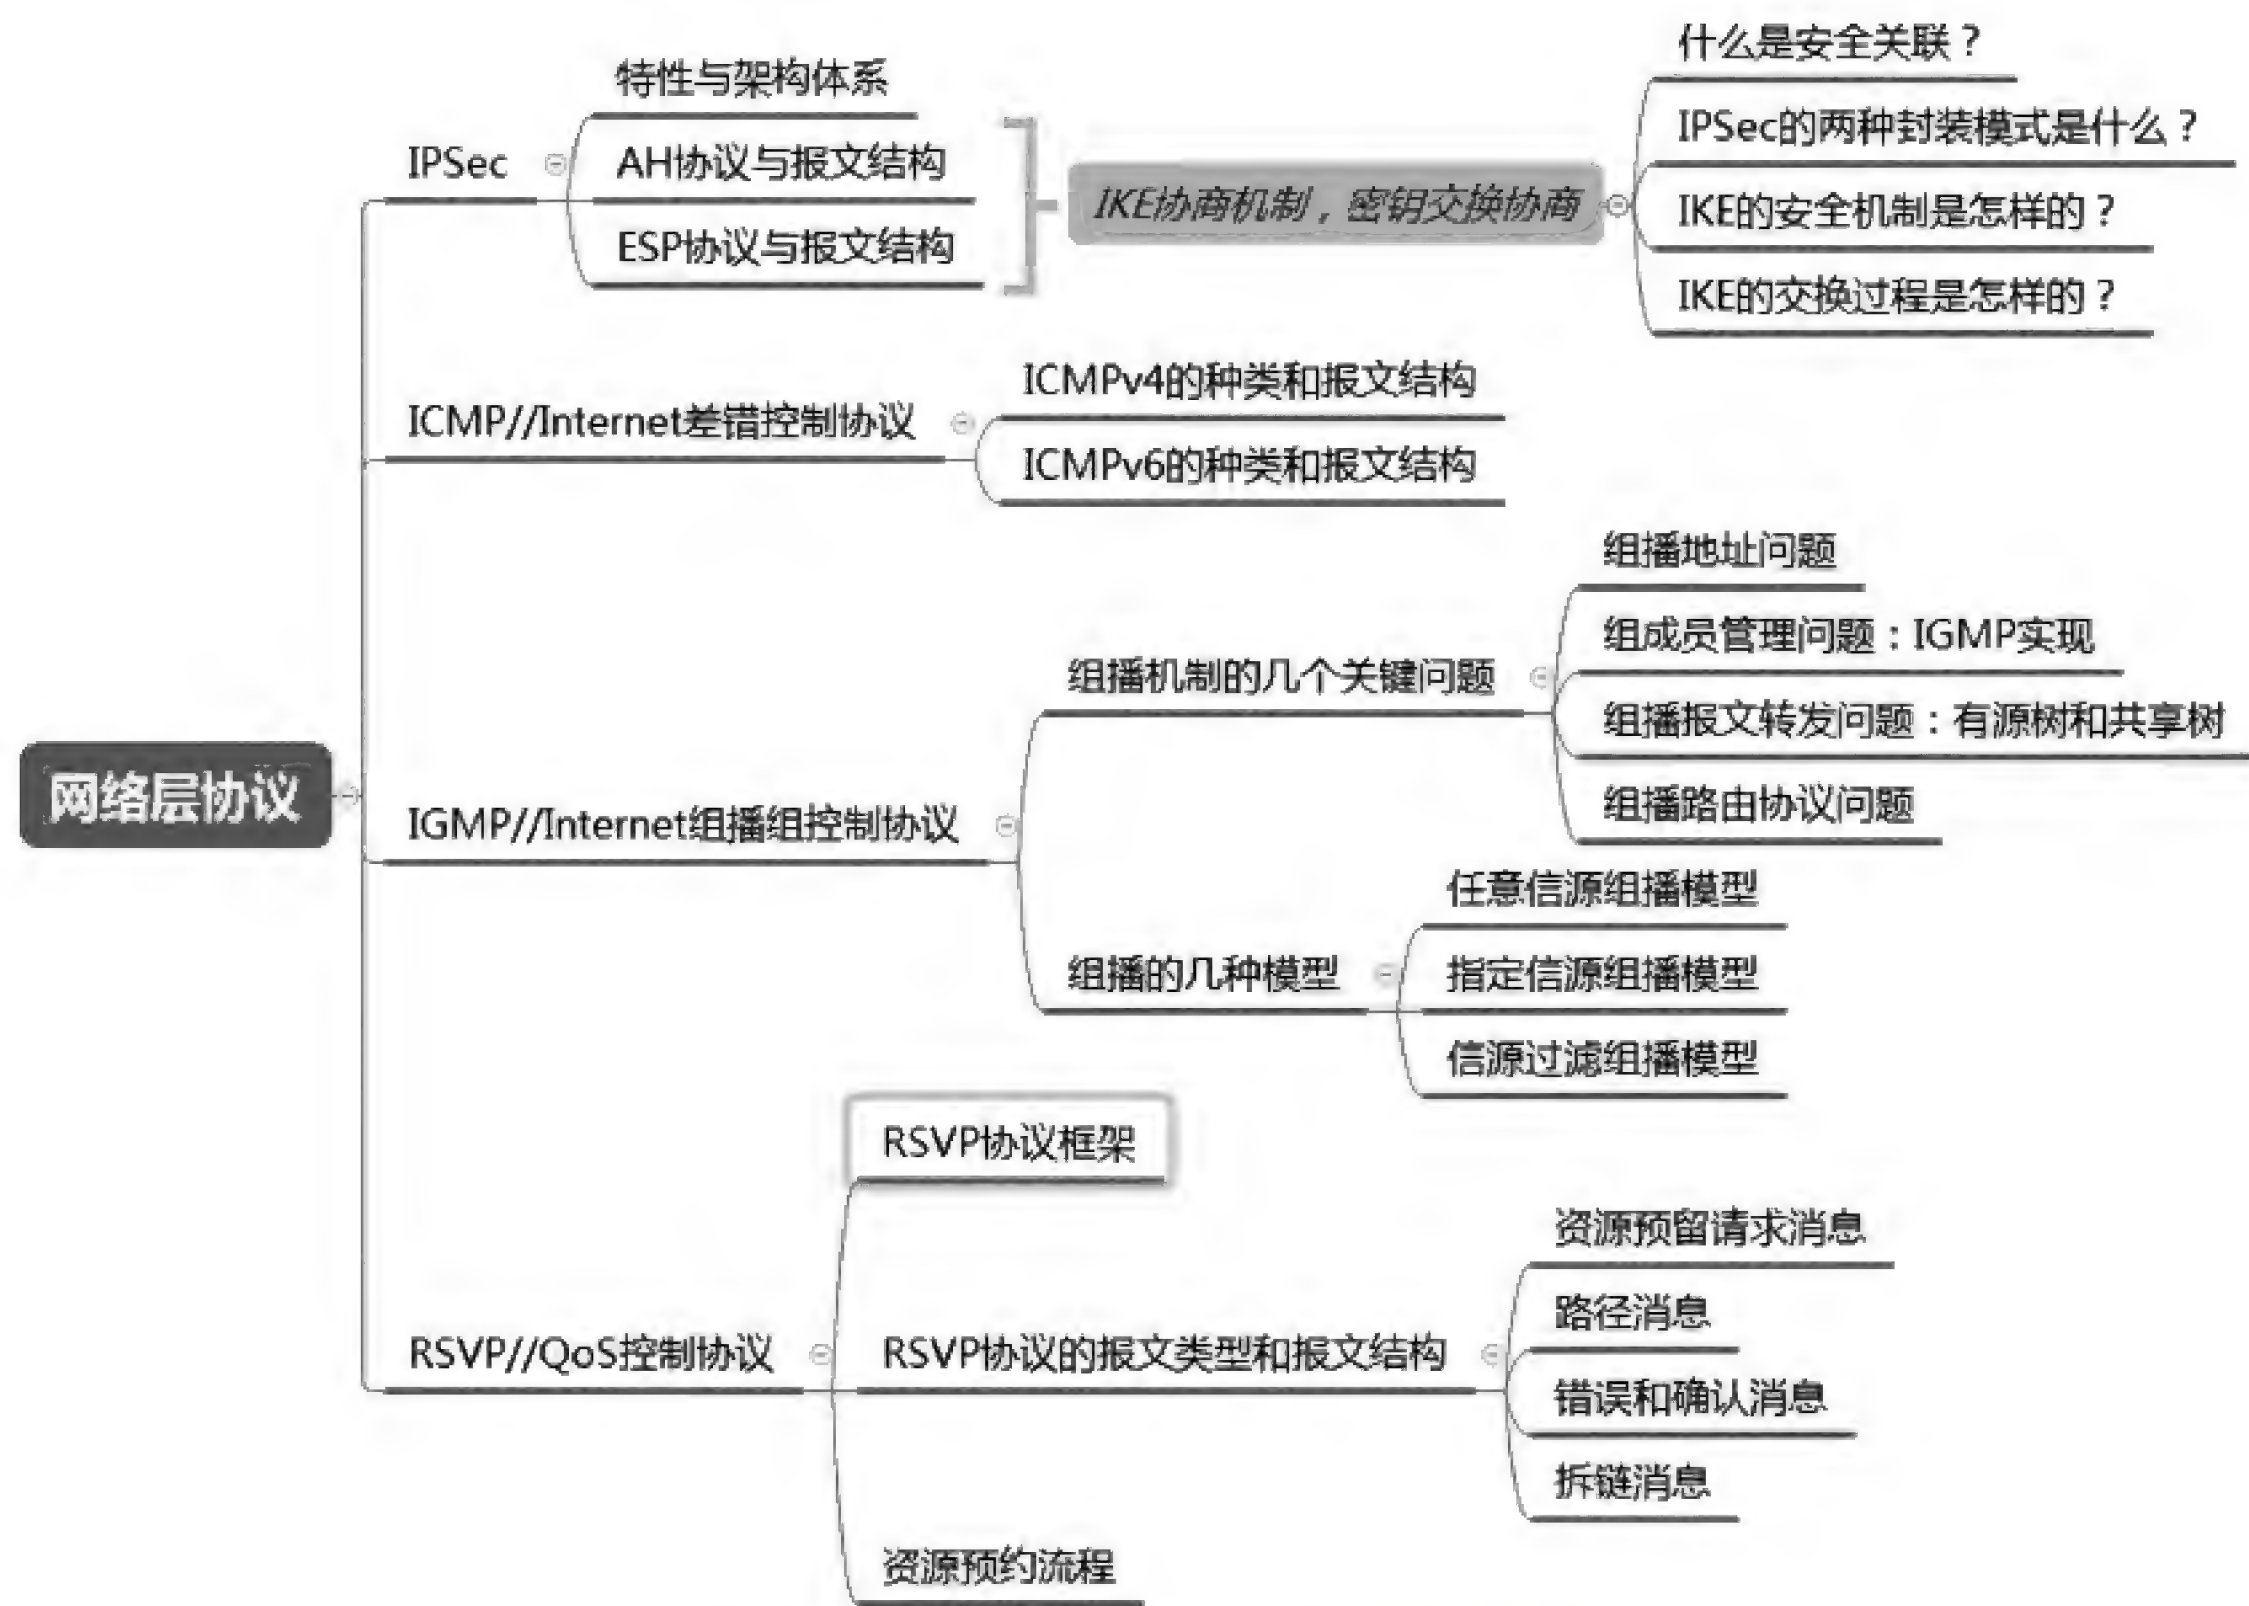 网络层协议
IPSec
特性与架构体系
AH协议与报文结构
ESP协议与报文结构
IKE协商机制，密钥交换协商
什么是安全关联？
IPSec的两种封装模式是什么？
IKE的安全机制是怎样的？
IKE的交换过程是怎样的？
ICMP//Internet差错控制协议
ICMPv4的种类和报文结构
ICMPv6的种类和报文结构
IGMP//Internet组播组控制协议
组播机制的几个关键问题
组播地址问题
组成员管理问题：IGMP实现
组播报文转发问题：有源树和共享树
组播路由协议问题
组播的几种模型
任意信源组播模型
指定信源组播模型
信源过滤组播模型
RSVP//QoS控制协议
RSVP协议框架
RSVP协议的报文类型和报文结构
资源预留请求消息
路径消息
错误和确认消息
拆链消息
资源预约流程